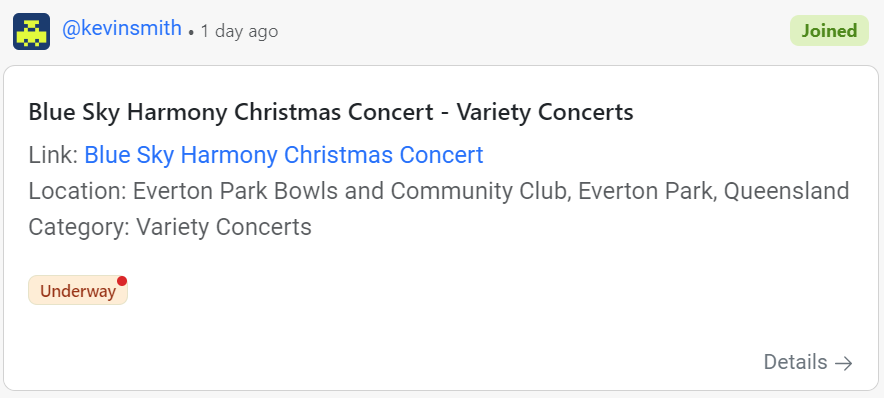 @kevinsmith • 1 day ago
Joined
Blue Sky Harmony Christmas Concert - Variety Concerts
Link: Blue Sky Harmony Christmas Concert
Location: Everton Park Bowls and Community Club, Everton Park, Queensland
Category: Variety Concerts
Underway
Details →